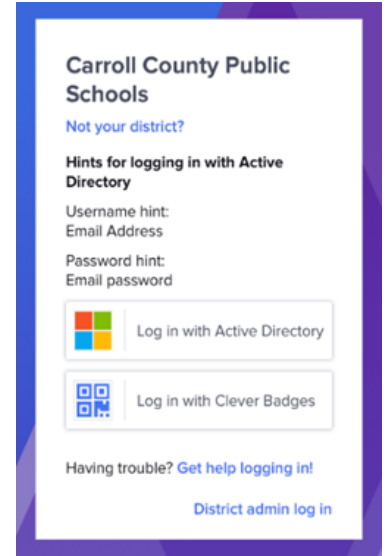 Carroll County Public
Schools
Not your district?
Hints for logging in with Active
Directory
Username hint:
Email Address
Password hint:
Email password
Log in with Active Directory
Log in with Clever Badges
Having trouble? Get help logging in!
District admin log in